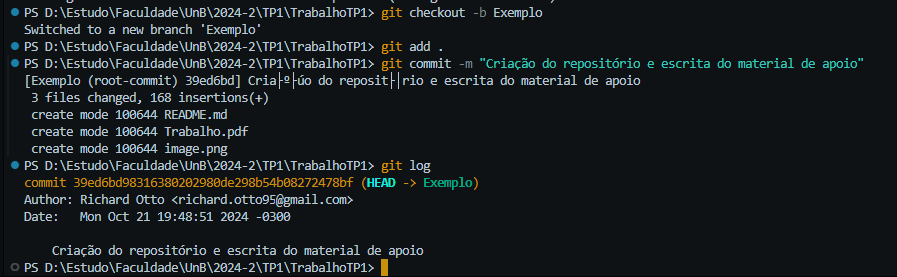 PS D:\Estudo\Faculdade\UnB\2024-2\TP1\TrabalhoTP1> git checkout -b Exemplo
Switched to a new branch 'Exemplo'
PS D:\Estudo\Faculdade\UnB\2024-2\TP1\TrabalhoTP1> git add .
PS D:\Estudo\Faculdade\UnB\2024-2\TP1\TrabalhoTP1> git commit -m "Criação do repositório e escrita do material de apoio"
[Exemplo (root-commit) 39ed6bd] Cria├º├úo do reposit├│rio e escrita do material de apoio
 3 files changed, 168 insertions(+)
 create mode 100644 README.md
 create mode 100644 Trabalho.pdf
 create mode 100644 image.png
PS D:\Estudo\Faculdade\UnB\2024-2\TP1\TrabalhoTP1> git log
commit 39ed6bd98316380202980de298b54b08272478bf (HEAD -> Exemplo)
Author: Richard Otto <richard.otto95@gmail.com>
Date:   Mon Oct 21 19:48:51 2024 -0300

    Criação do repositório e escrita do material de apoio
PS D:\Estudo\Faculdade\UnB\2024-2\TP1\TrabalhoTP1>